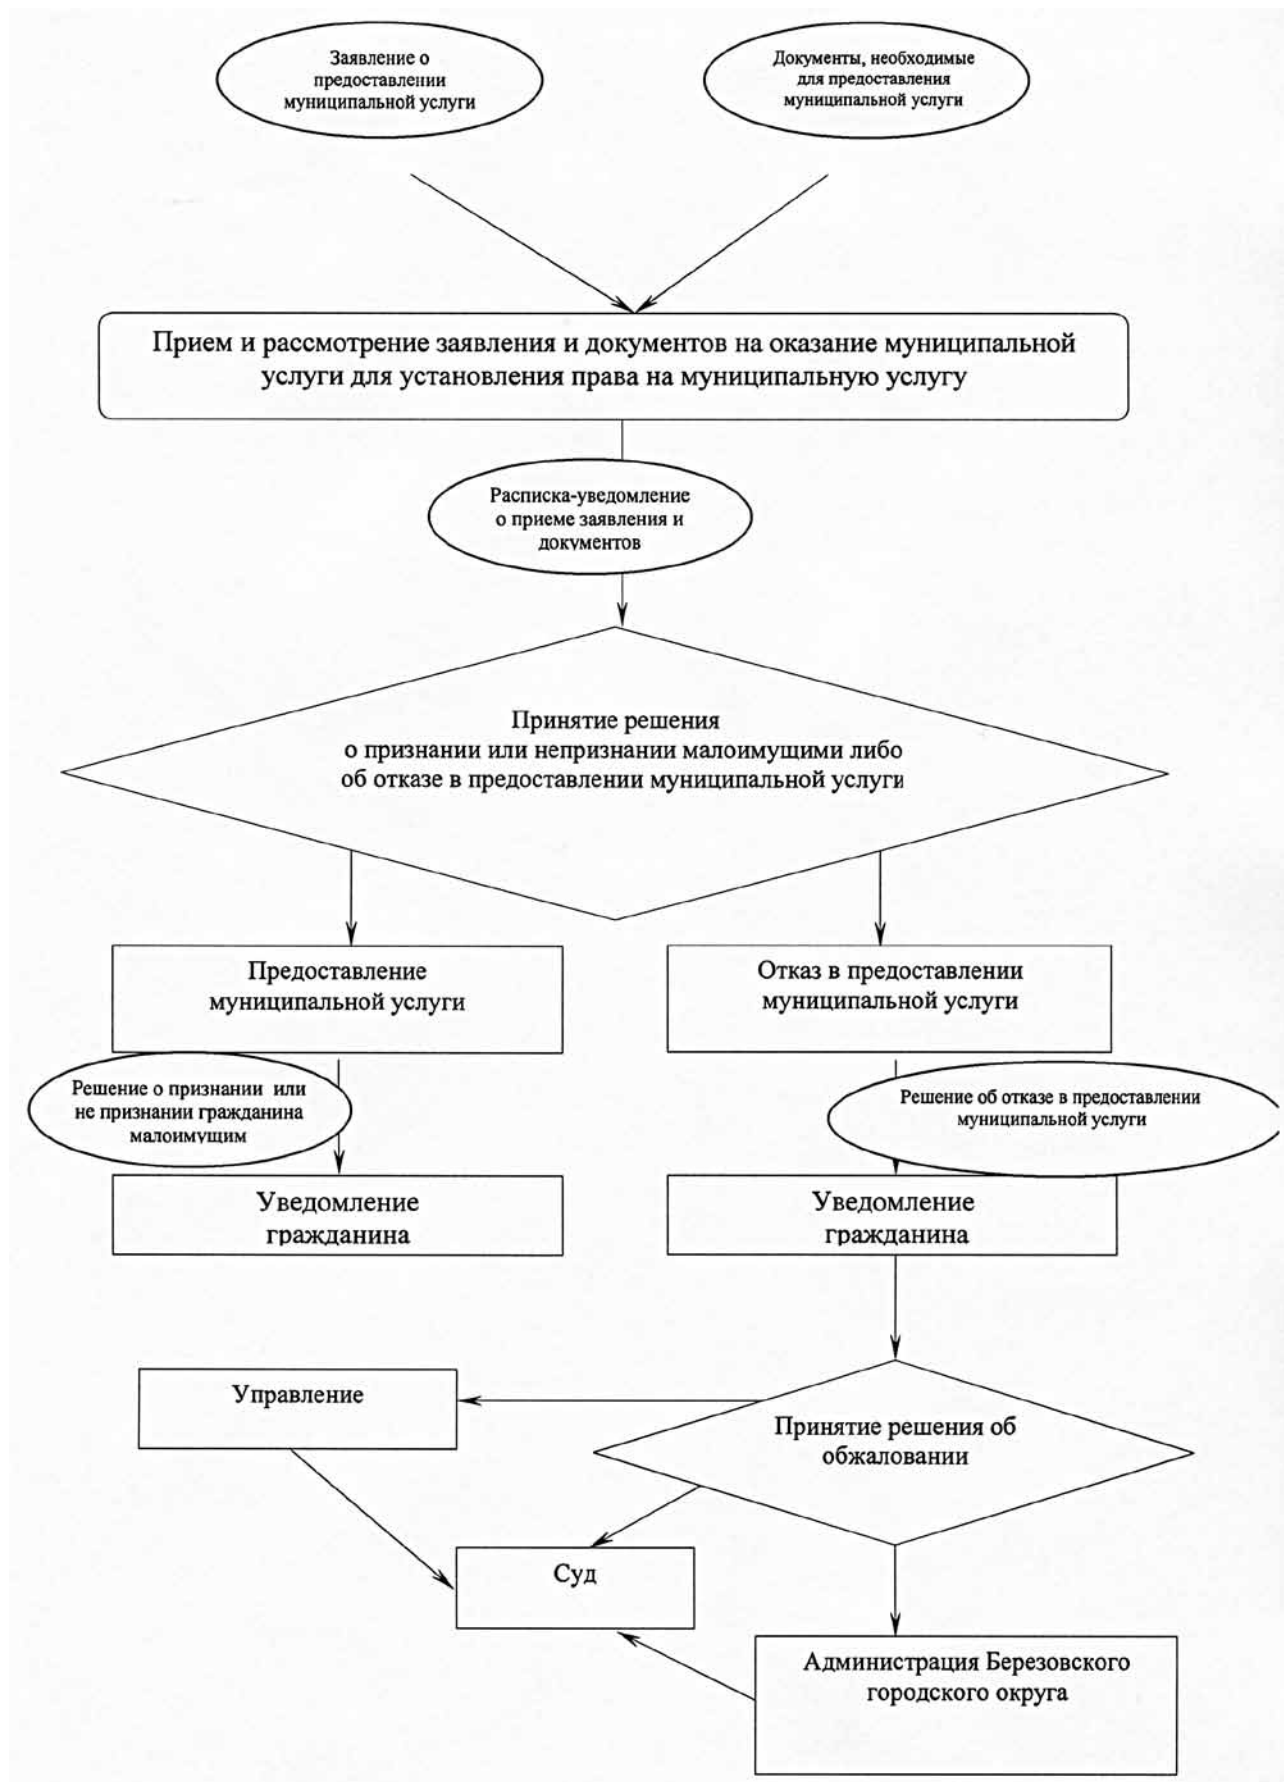 Заявление о
предоставлении
муниципальной услуги
Документы, необходимые
для предоставления
муниципальной услуги
Прием и рассмотрение заявления и документов на оказание муниципальной
услуги для установления права на муниципальную услугу
Расписка-уведомление
о приеме заявления и
документов
Принятие решения
о признании или непризнании малоимущими либо
об отказе в предоставлении муниципальной услуги
Предоставление
муниципальной услуги
Отказ в предоставлении
муниципальной услуги
Решение о признании или
не признании гражданина
малоимущим
Решение об отказе в предоставлении
муниципальной услуги
Уведомление
гражданина
Уведомление
гражданина
Управление
Принятие решения об
обжаловании
Суд
Администрация Березовского
городского округа